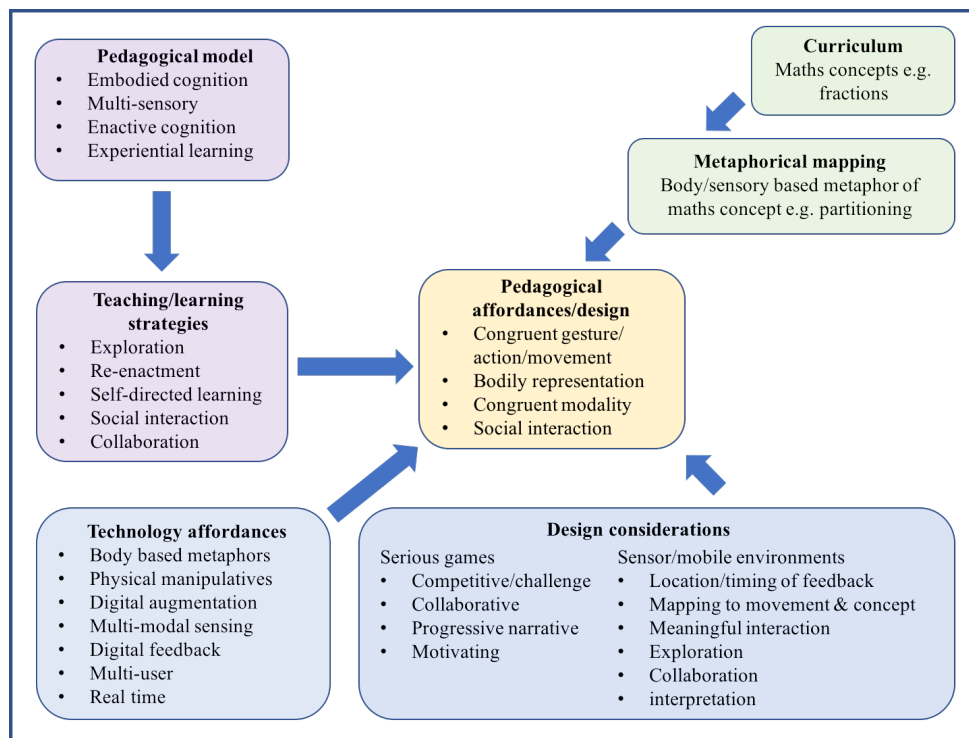 Pedagogical model
• Embodied cognition
• Multi-sensory
• Enactive cognition
• Experiential learning
Curriculum
Maths concepts e.g.
fractions
Metaphorical mapping
Body/sensory based metaphor of
maths concept e.g. partitioning
Teaching/learning
strategies
• Exploration
• Re-enactment
• Self-directed learning
• Social interaction
• Collaboration
Pedagogical
affordances/design
• Congruent gesture/
action/movement
• Bodily representation
• Congruent modality
• Social interaction
Technology affordances
• Body based metaphors
• Physical manipulatives
• Digital augmentation
• Multi-modal sensing
• Digital feedback
• Multi-user
• Real time
Design considerations
Serious games
• Competitive/challenge
• Collaborative
• Progressive narrative
• Motivating
Sensor/mobile environments
• Location/timing of feedback
• Mapping to movement & concept
• Meaningful interaction
• Exploration
• Collaboration
• interpretation